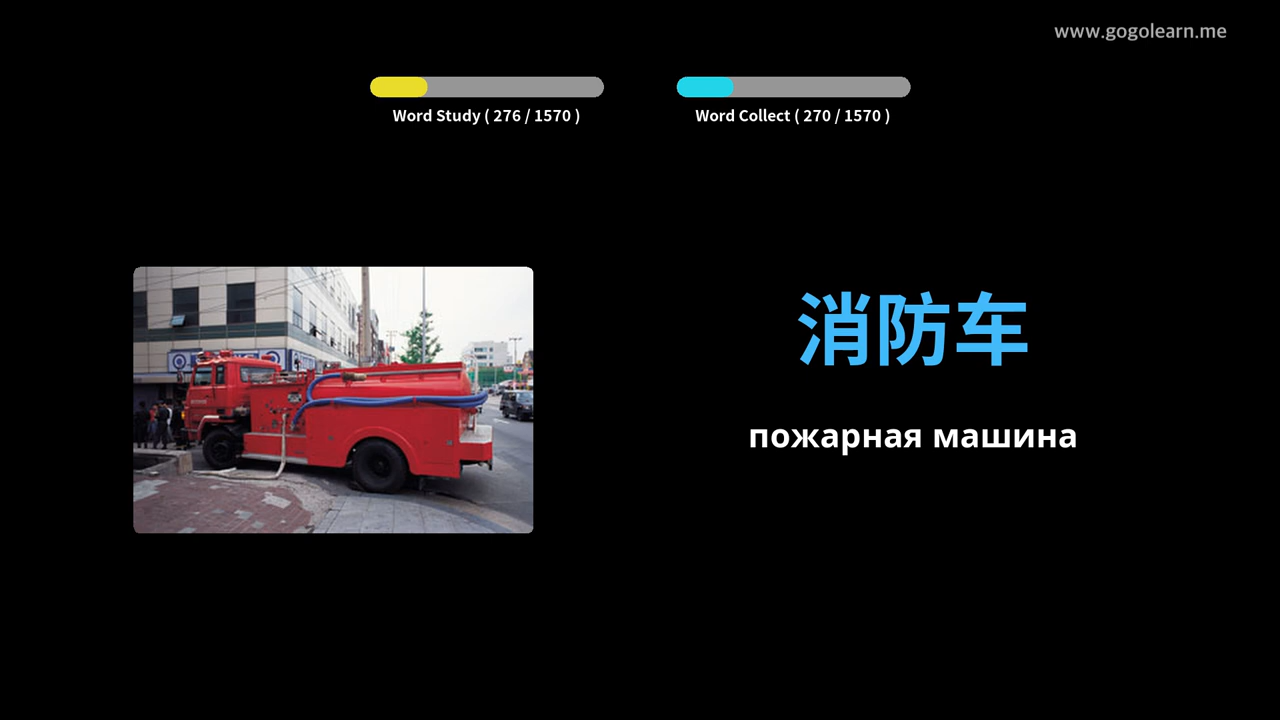 www.gogolearn.me
Word Study ( 276 / 1570 )
Word Collect ( 270 / 1570 )
消防车
пожарная машина